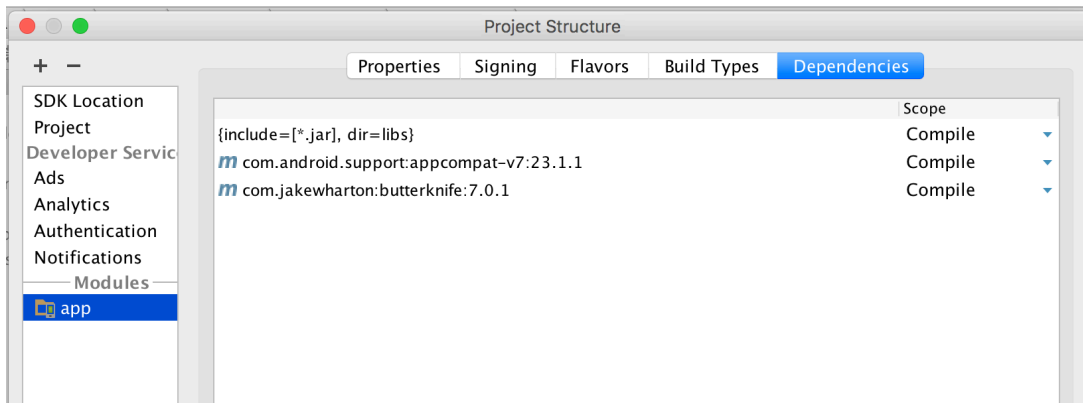 Project Structure
+ −
Properties Signing Flavors Build Types Dependencies
SDK Location
Project
Developer Servic
Ads
Analytics
Authentication
Notifications
Modules
app
Scope
{include=[*.jar], dir=libs} Compile
m com.android.support:appcompat-v7:23.1.1 Compile
m com.jakewharton:butterknife:7.0.1 Compile